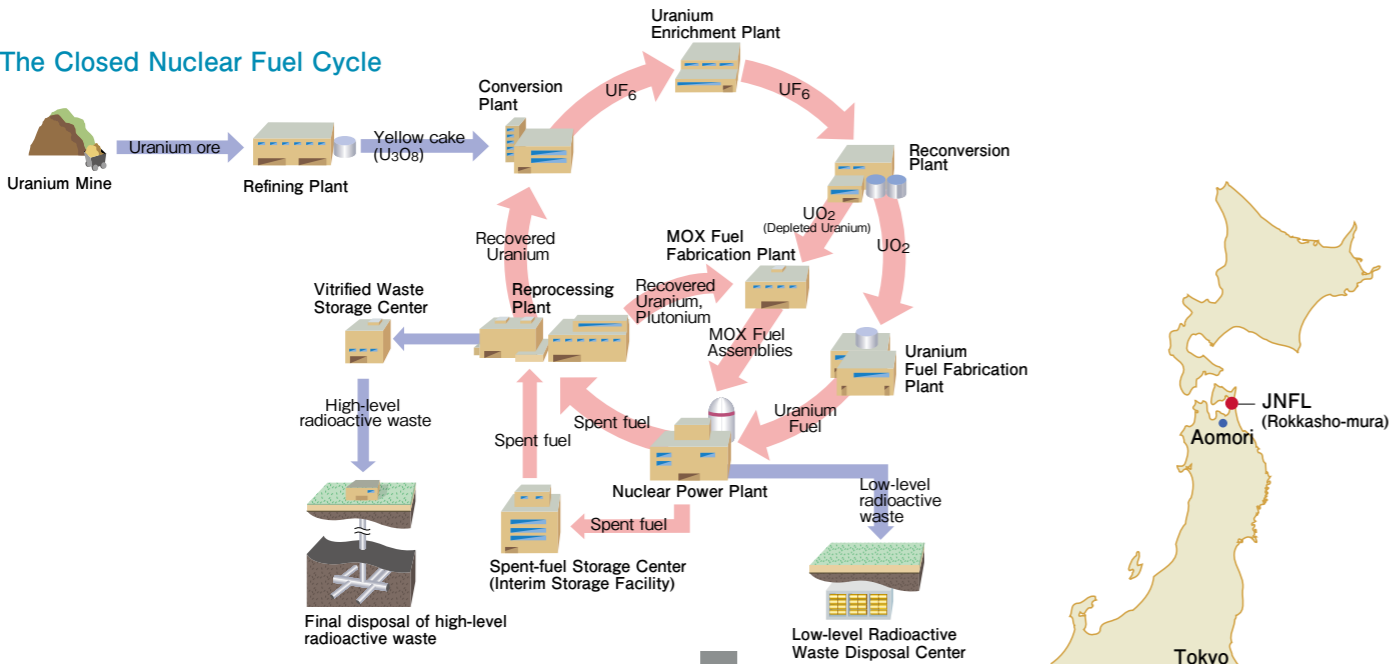 The Closed Nuclear Fuel Cycle
Uranium
Enrichment Plant
Conversion
Plant
UF6
UF6
Uranium ore
Yellow cake
(U3O8)
Uranium Mine
Refining Plant
Reconversion
Plant
UO2
(Depleted Uranium)
UO2
MOX Fuel
Fabrication Plant
Recovered
Uranium
Vitrified Waste
Storage Center
Reprocessing
Plant
Recovered
Uranium,
Plutonium
MOX Fuel
Assemblies
Uranium
Fuel Fabrication
Plant
High-level
radioactive waste
Spent fuel
Spent fuel
Uranium
Fuel
Nuclear Power Plant
Low-level
radioactive
waste
Spent fuel
Spent-fuel Storage Center
(Interim Storage Facility)
Final disposal of high-level
radioactive waste
Low-level Radioactive
Waste Disposal Center
JNFL
(Rokkasho-mura)
Aomori
Tokyo